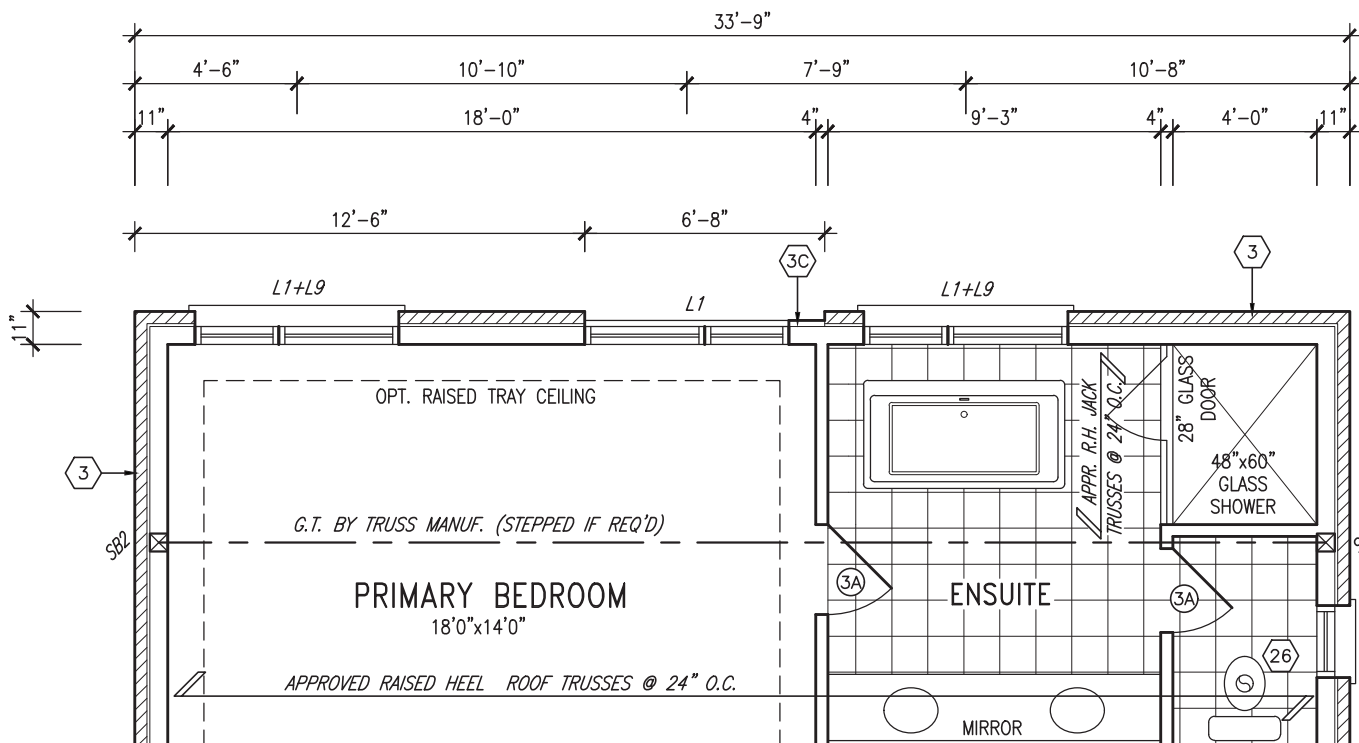 33'-9"
4'-6" 10'-10" 7'-9" 10'-8"
11" 18'-0" 4" 9'-3" 4" 4'-0" 11"
12'-6" 6'-8"
3C
3
L1+L9
L1
L1+L9
11"
OPT. RAISED TRAY CEILING
APPR. R.H. JACK
TRUSSES @ 24" O.C.
28" GLASS
DOOR
48"x60"
GLASS
SHOWER
3
G.T. BY TRUSS MANUF. (STEPPED IF REQ'D)
SB2
PRIMARY BEDROOM
18'0"x14'0"
3A
ENSUITE
3A
26
APPROVED RAISED HEEL ROOF TRUSSES @ 24" O.C.
MIRROR